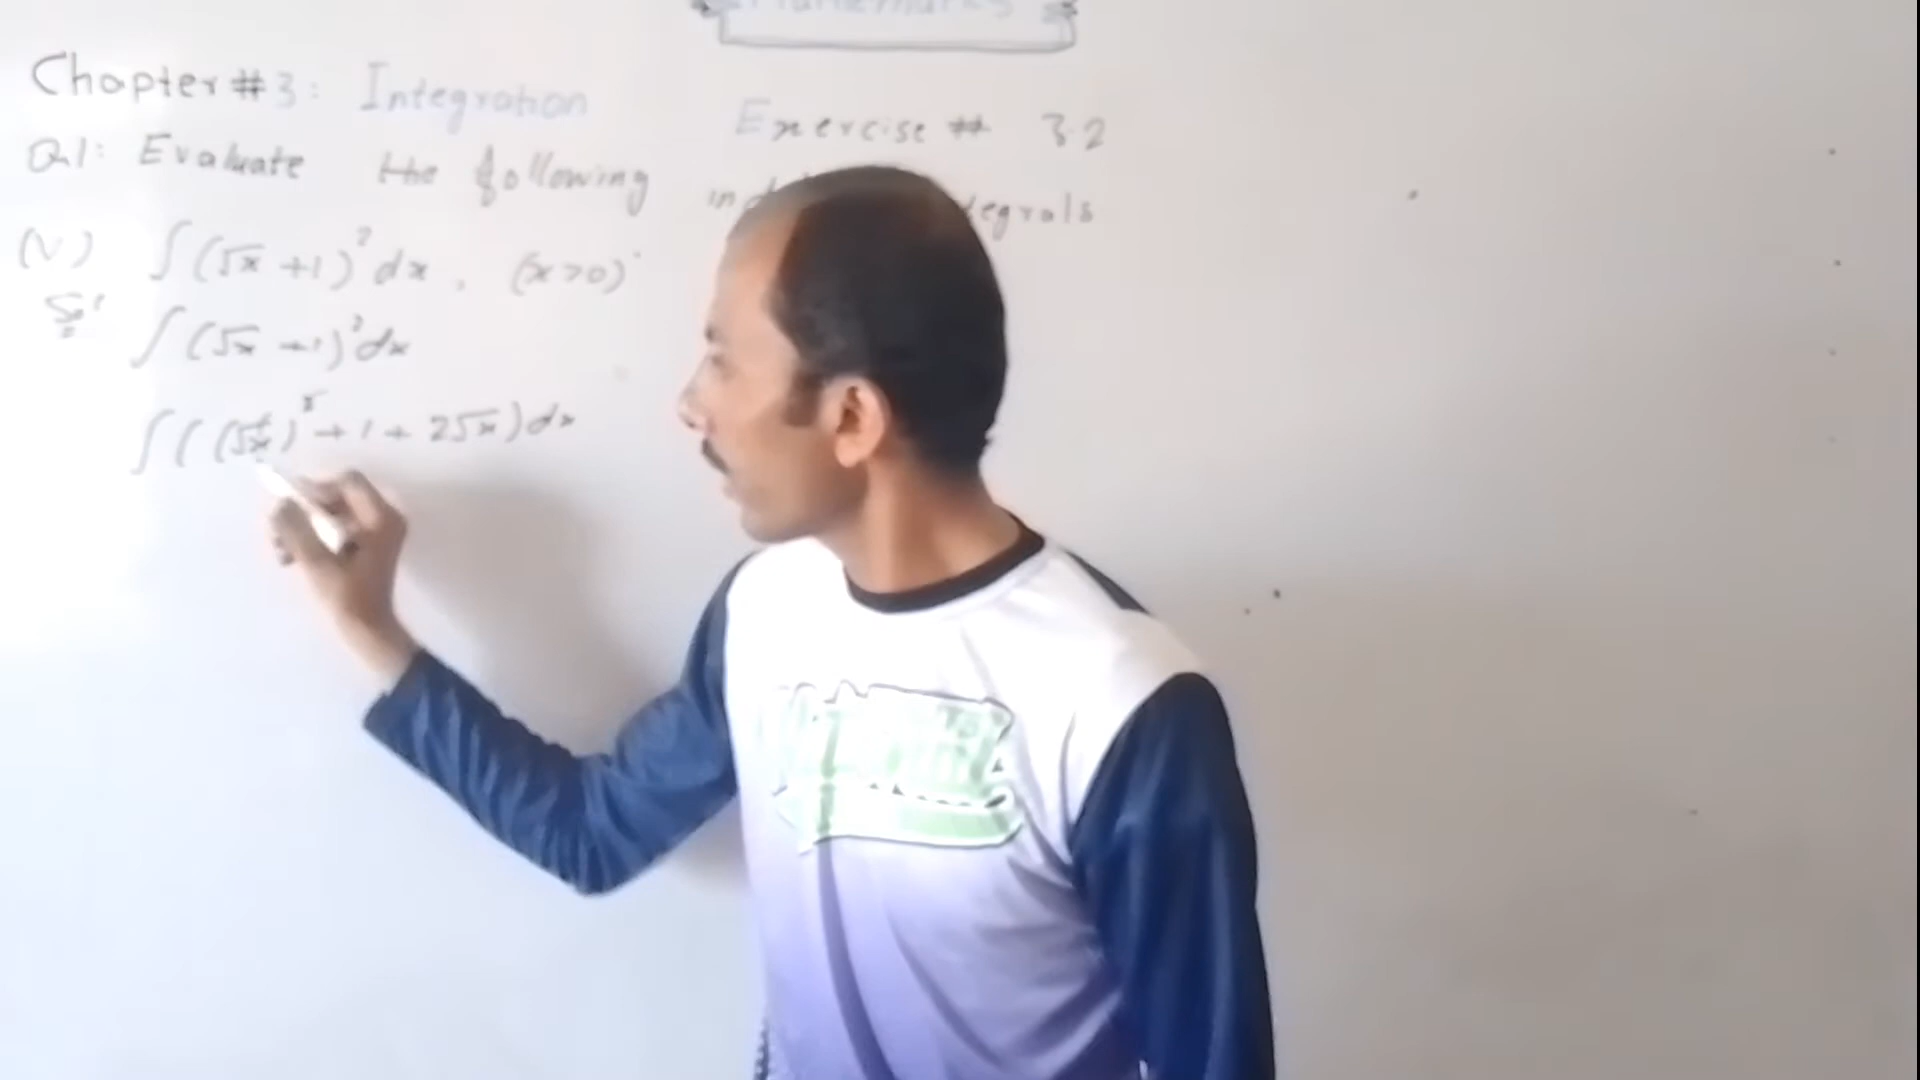 Mathematics
Chapter # 3: Integration
Exercise # 3.2
Q1: Evaluate the following
(V) ∫(√x +1)² dx , (x>0)
Sol ∫(√x +1)² dx
∫((√x)² + 1 + 2√x) dx